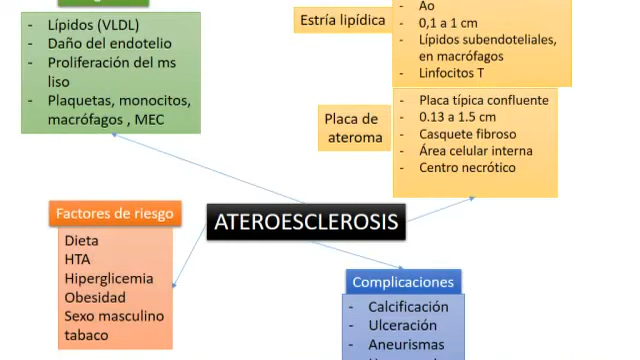 - Lípidos (VLDL)
- Daño del endotelio
- Proliferación del ms
liso
- Plaquetas, monocitos,
macrófagos , MEC
Estría lipídica
- Ao
- 0,1 a 1 cm
- Lípidos subendoteliales,
en macrófagos
- Linfocitos T
Placa de
ateroma
- Placa típica confluente
- 0.13 a 1.5 cm
- Casquete fibroso
- Área celular interna
- Centro necrótico
ATEROESCLEROSIS
Factores de riesgo
Dieta
HTA
Hiperglicemia
Obesidad
Sexo masculino
tabaco
Complicaciones
- Calcificación
- Ulceración
- Aneurismas